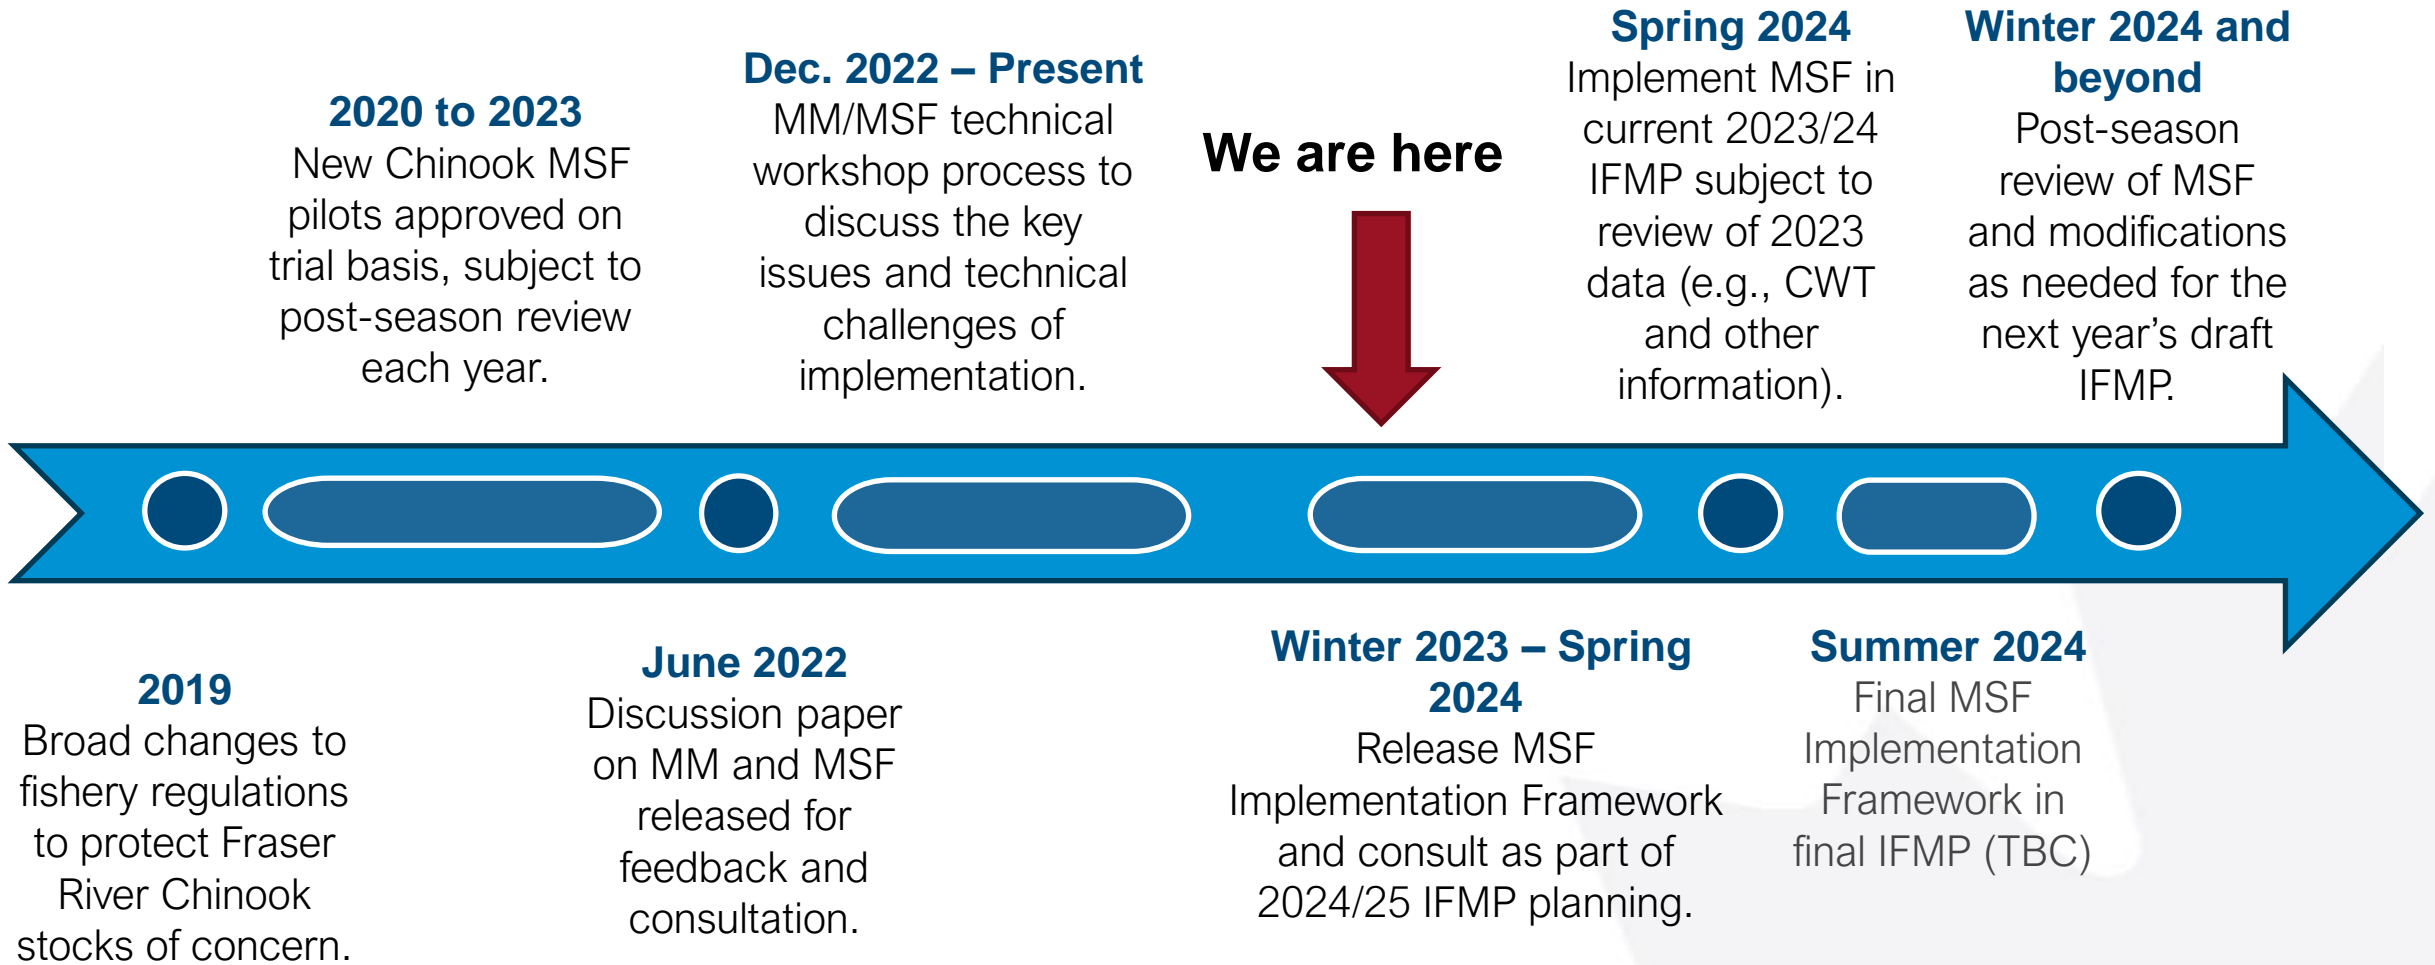 2019
Broad changes to
fishery regulations
to protect Fraser
River Chinook
stocks of concern.
2020 to 2023
New Chinook MSF
pilots approved on
trial basis, subject to
post-season review
each year.
June 2022
Discussion paper
on MM and MSF
released for
feedback and
consultation.
Dec. 2022 – Present
MM/MSF technical
workshop process to
discuss the key
issues and technical
challenges of
implementation.
We are here
Winter 2023 – Spring
2024
Release MSF
Implementation Framework
and consult as part of
2024/25 IFMP planning.
Spring 2024
Implement MSF in
current 2023/24
IFMP subject to
review of 2023
data (e.g., CWT
and other
information).
Summer 2024
Final MSF
Implementation
Framework in
final IFMP (TBC)
Winter 2024 and
beyond
Post-season
review of MSF
and modifications
as needed for the
next year’s draft
IFMP.